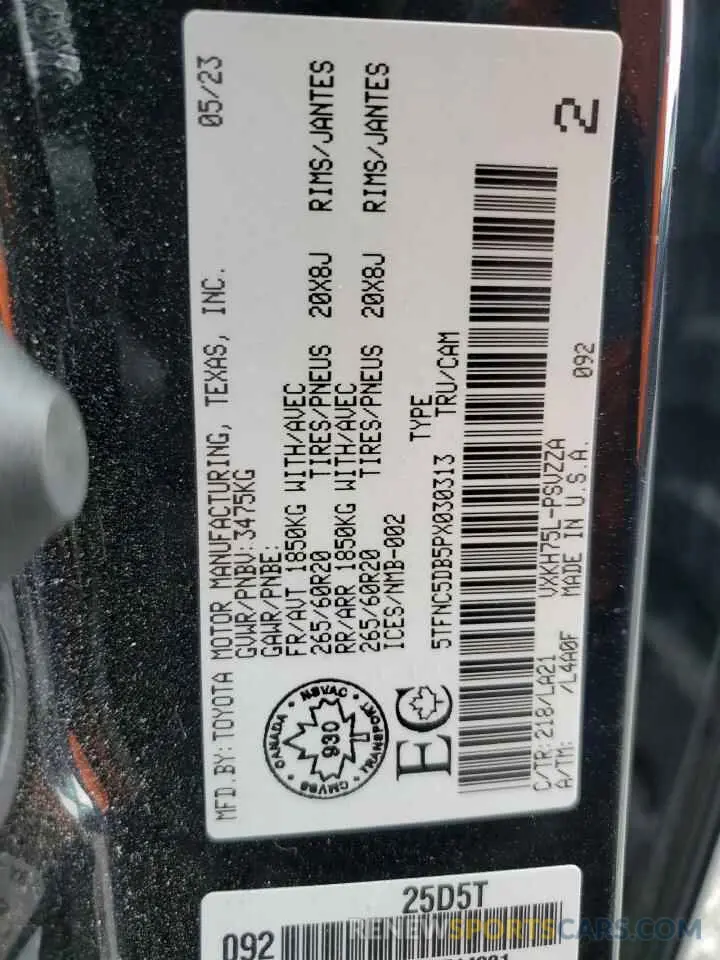 MFD.BY:TOYOTA MOTOR MANUFACTURING, TEXAS, INC. 05/23
GVWR/PNBV:3475KG
GAWR/PNBE:
FR/AVT 1850KG WITH/AVEC
265/60R20 TIRES/PNEUS 20X8J RIMS/JANTES
RR/ARR 1850KG WITH/AVEC
265/60R20 TIRES/PNEUS 20X8J RIMS/JANTES
ICES/NMB-002
CANADA NSVAC
930
TRANSPORT CMVSS
EC
TYPE
5TFNC5DB5PX030313 TRU/CAM
2
C/TR:218/LA21 VXKH75L-PSVZZA
A/TM: /L4A0F MADE IN U.S.A. 092
25D5T
092
RENEWSFROMGRAVES.COM